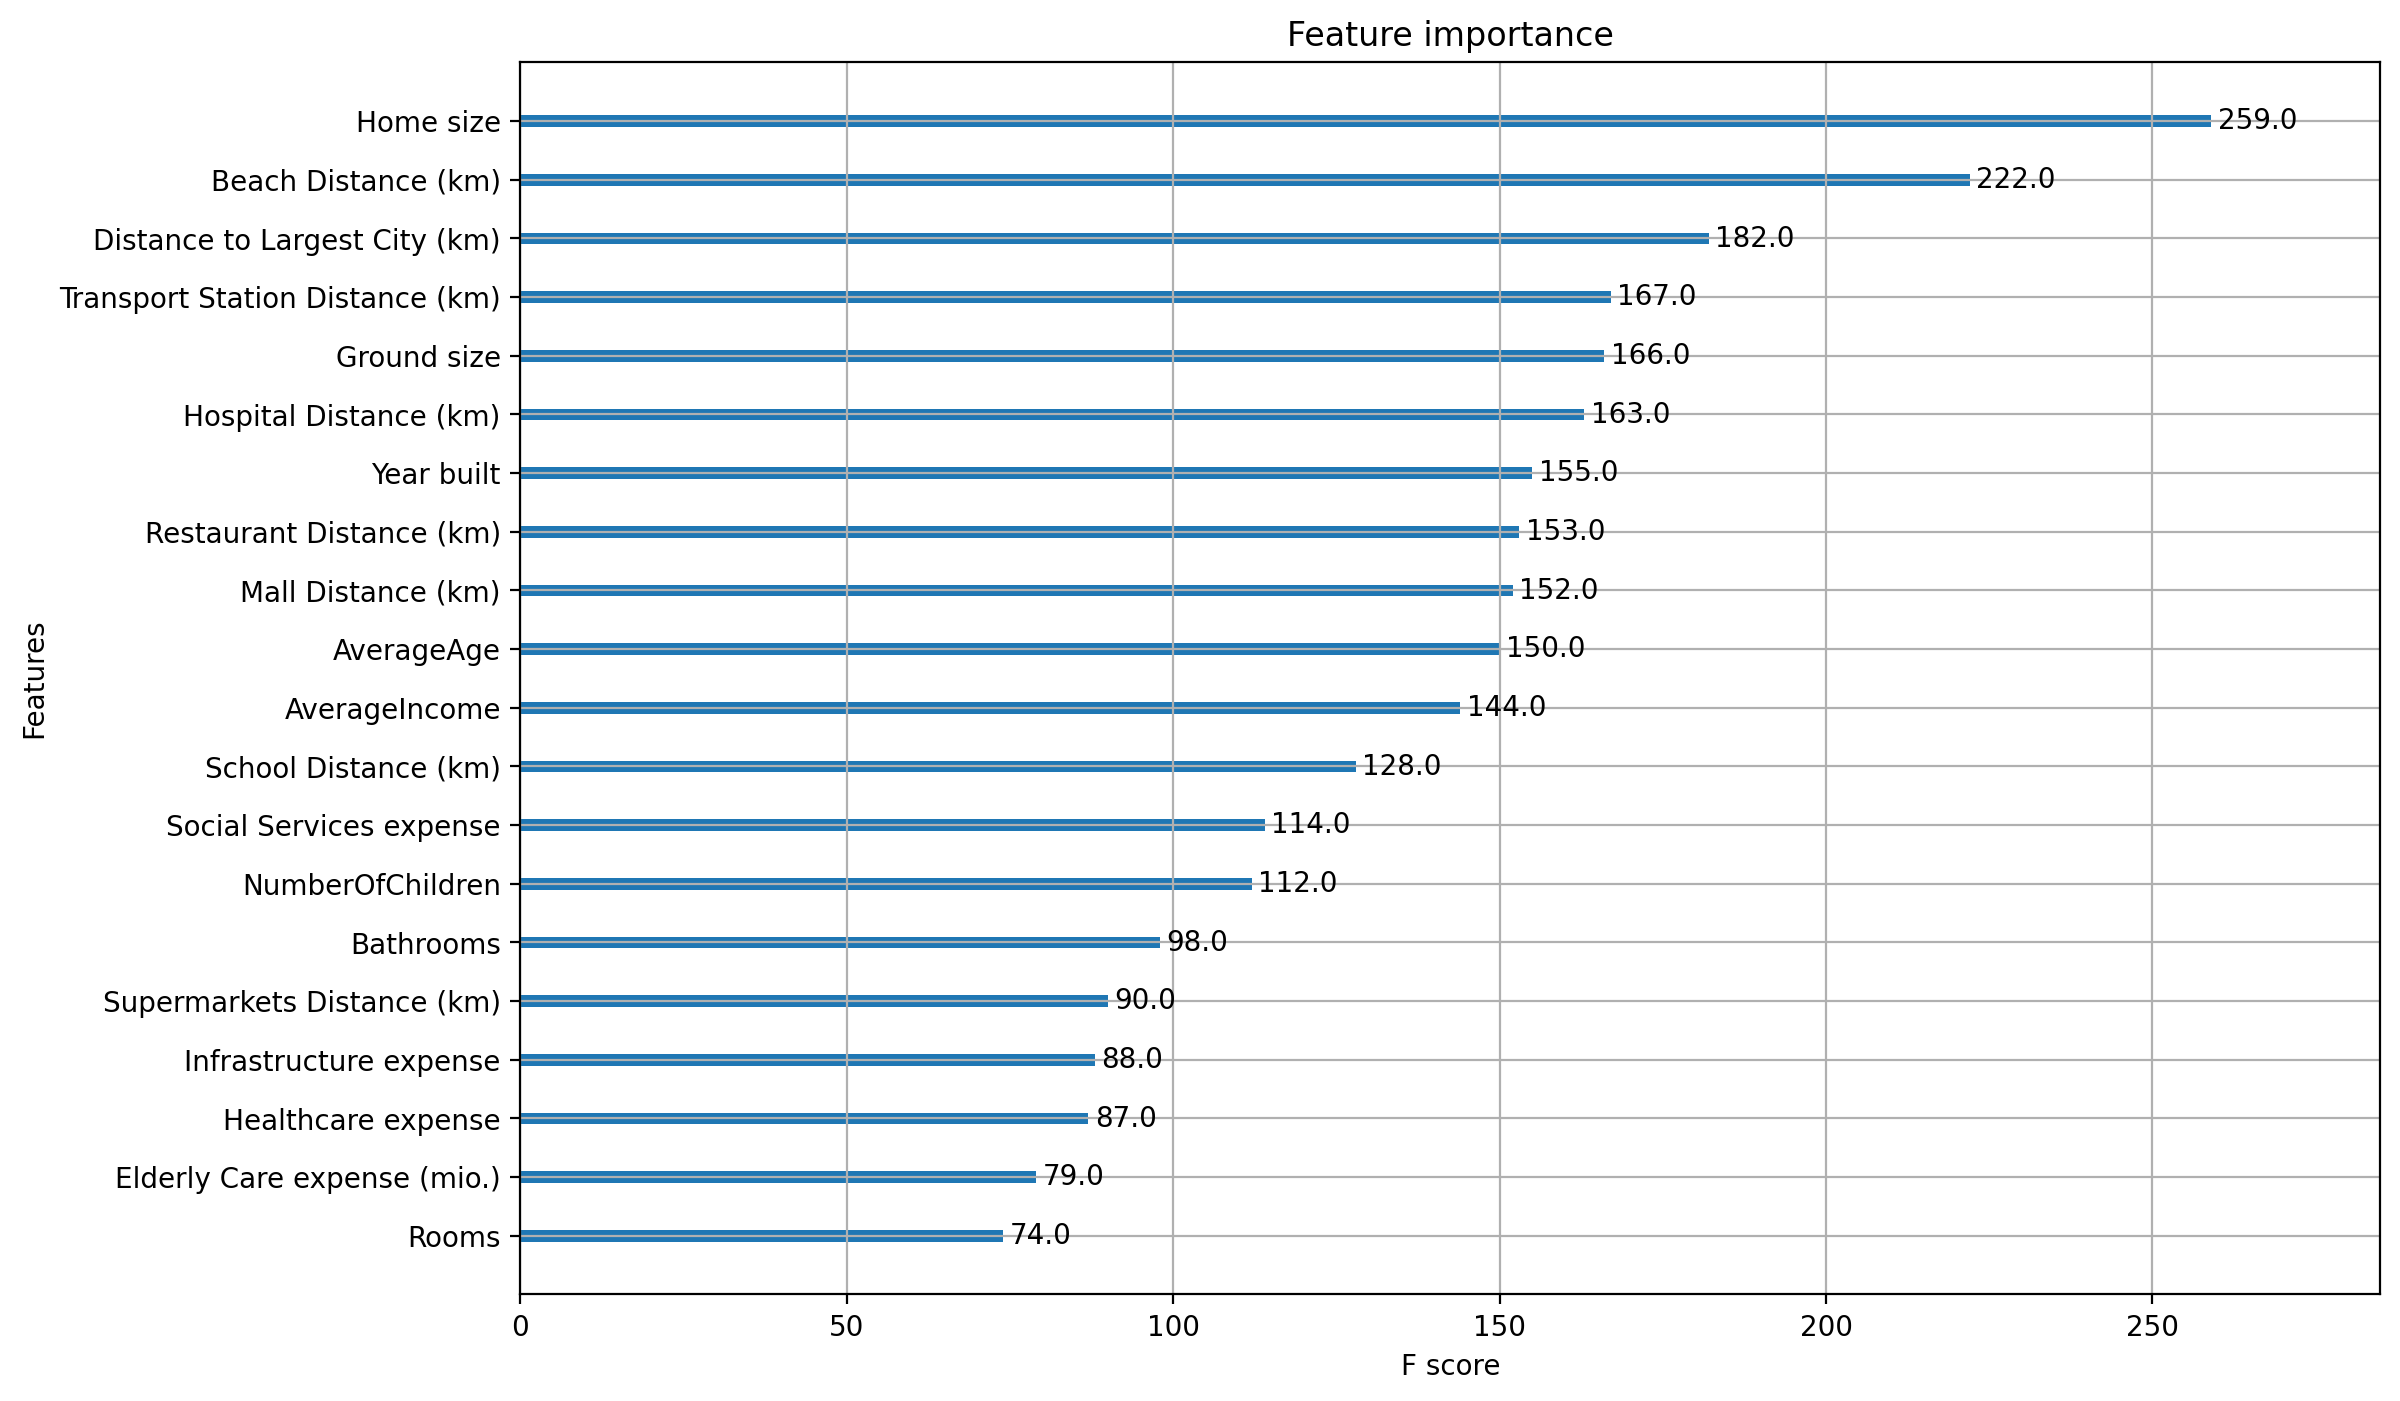 Feature importance
Home size 259.0
Beach Distance (km) 222.0
Distance to Largest City (km) 182.0
Transport Station Distance (km) 167.0
Ground size 166.0
Hospital Distance (km) 163.0
Year built 155.0
Restaurant Distance (km) 153.0
Mall Distance (km) 152.0
AverageAge 150.0
AverageIncome 144.0
School Distance (km) 128.0
Social Services expense 114.0
NumberOfChildren 112.0
Bathrooms 98.0
Supermarkets Distance (km) 90.0
Infrastructure expense 88.0
Healthcare expense 87.0
Elderly Care expense (mio.) 79.0
Rooms 74.0
Features
0 50 100 150 200 250
F score